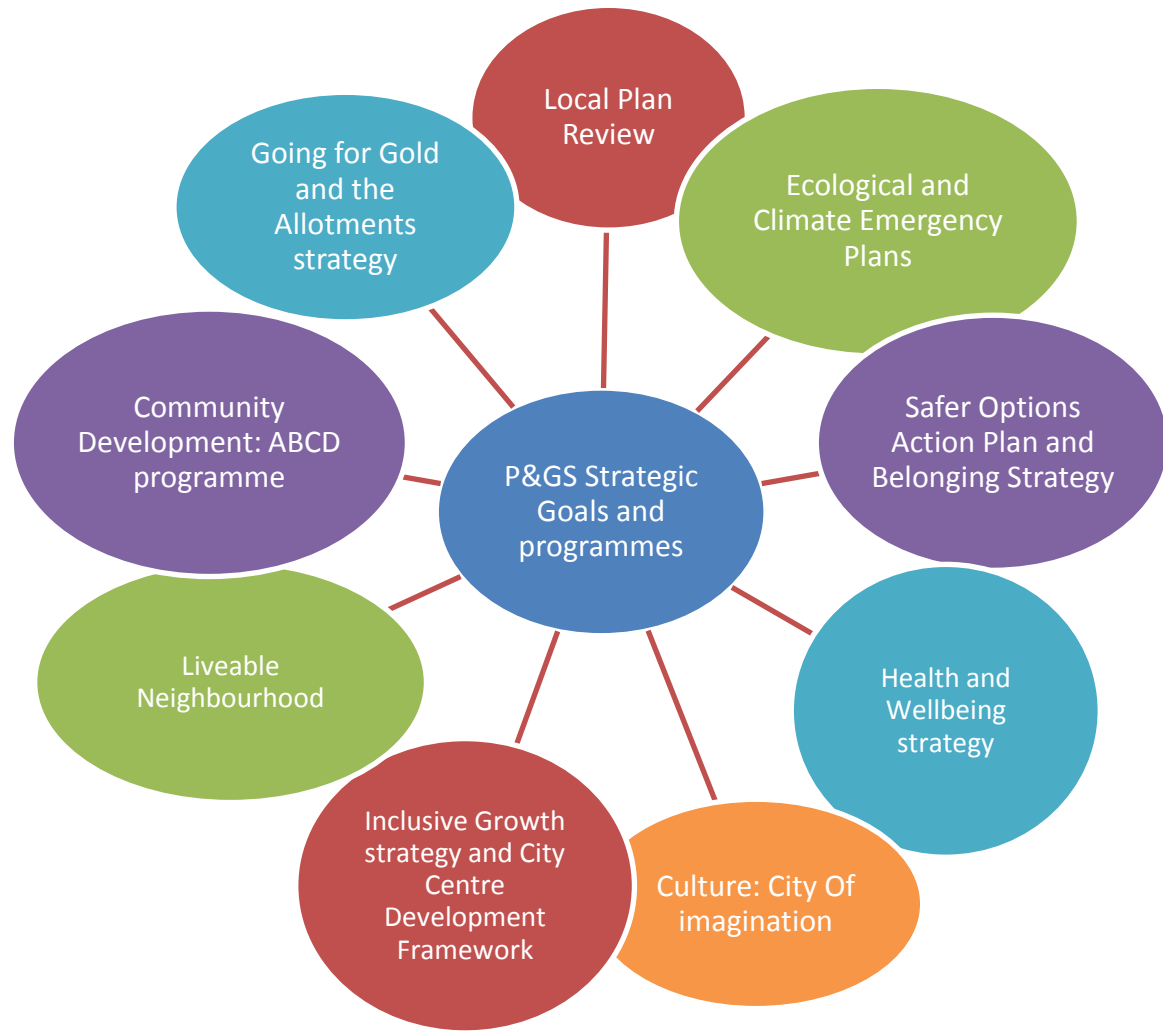 Local Plan
Review
Ecological and
Climate Emergency
Plans
Safer Options
Action Plan and
Belonging Strategy
Health and
Wellbeing
strategy
Culture: City Of
imagination
Inclusive Growth
strategy and City
Centre
Development
Framework
Liveable
Neighbourhood
Community
Development: ABCD
programme
Going for Gold
and the
Allotments
strategy
P&GS Strategic
Goals and
programmes